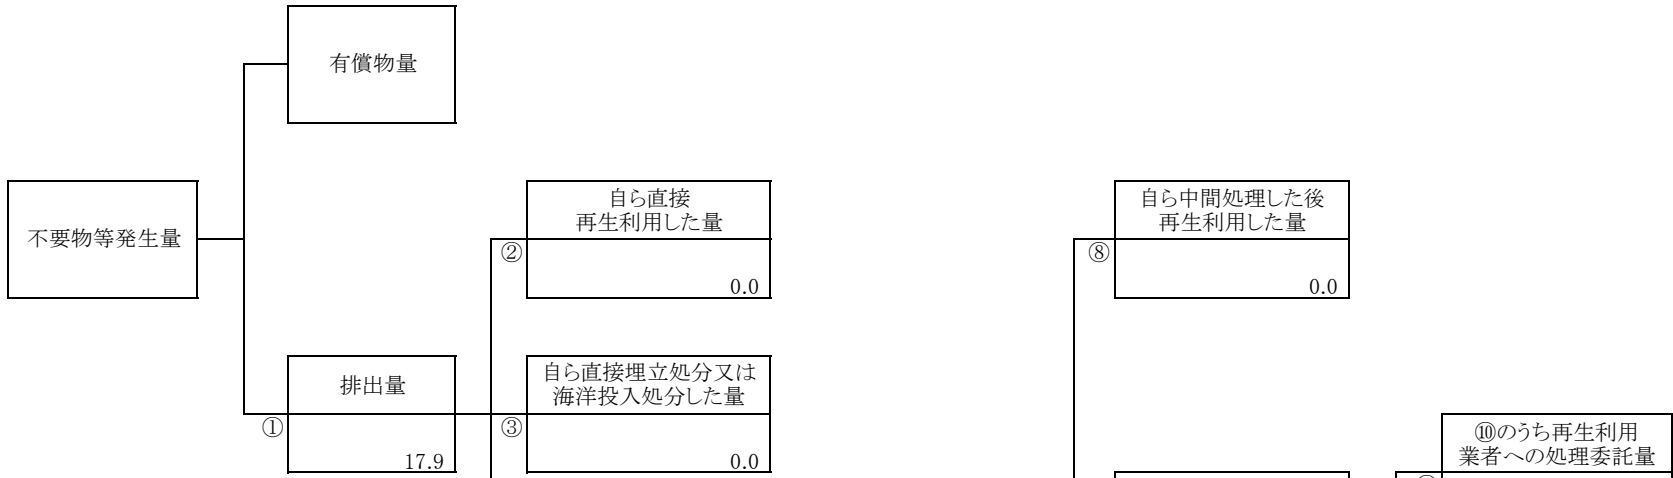 有償物量
不要物等発生量
自ら直接
再生利用した量
②
0.0
自ら中間処理した後
再生利用した量
⑧
0.0
排出量
①
17.9
自ら直接埋立処分又は
海洋投入処分した量
③
0.0
⑩のうち再生利用
業者への処理委託量